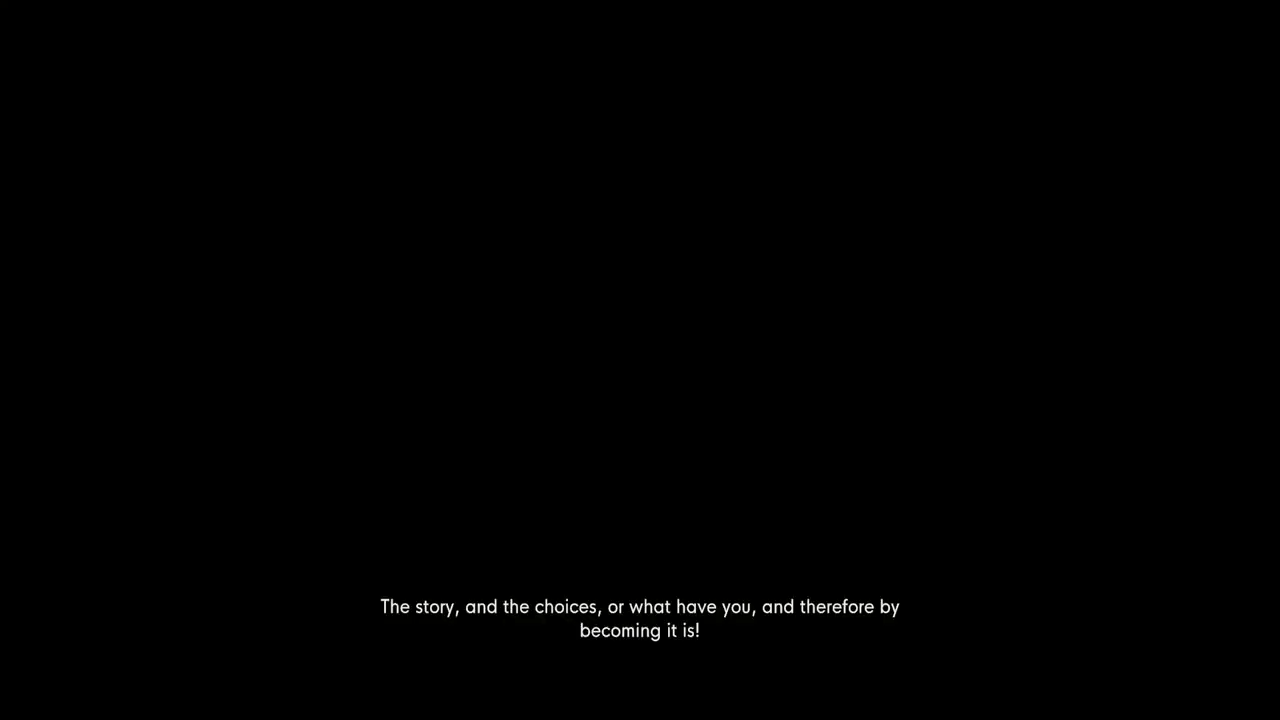 The story, and the choices, or what have you, and therefore by
becoming it is!